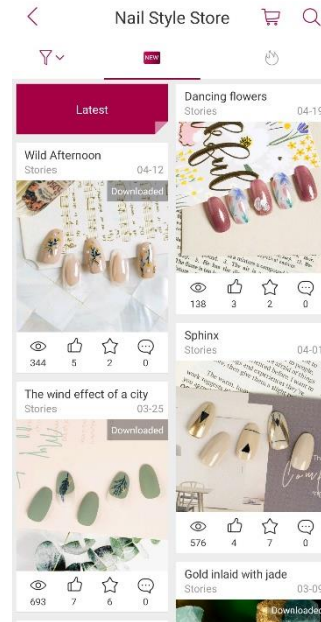 Nail Style Store
NEW
Latest
Wild Afternoon
Stories 04-12
Downloaded
344 5 2 0
The wind effect of a city
Stories 03-25
Downloaded
693 7 6 0
Dancing flowers
Stories 04-19
138 3 2 0
Sphinx
Stories 04-01
576 4 7 0
Gold inlaid with jade
Stories 03-09
Downloaded